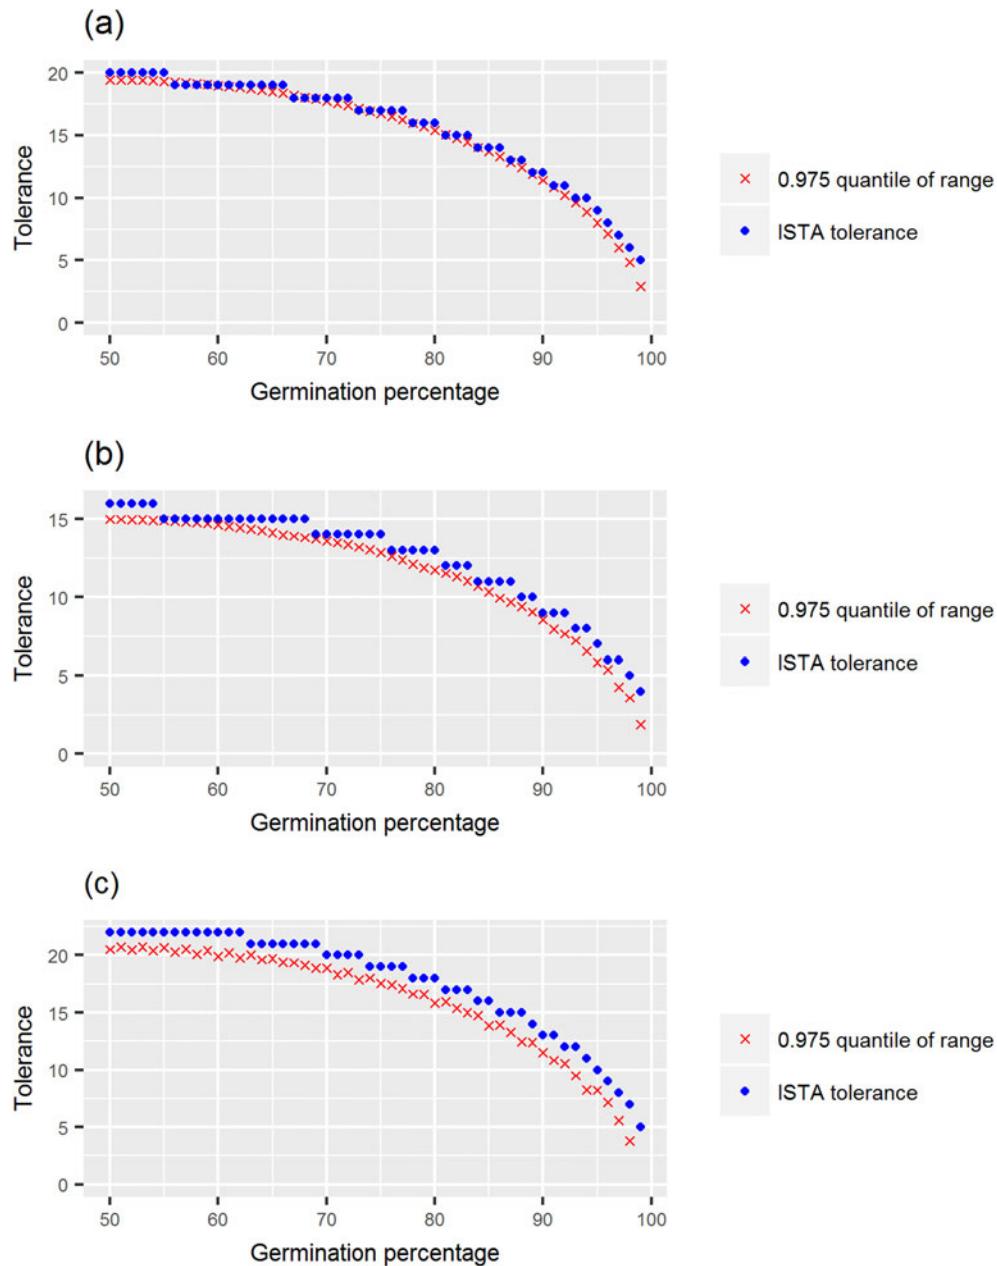 (a)
20
15
10
5
0
Tolerance
50 60 70 80 90 100
Germination percentage
0.975 quantile of range
ISTA tolerance
(b)
15
10
5
0
Tolerance
50 60 70 80 90 100
Germination percentage
0.975 quantile of range
ISTA tolerance
(c)
20
15
10
5
0
Tolerance
50 60 70 80 90 100
Germination percentage
0.975 quantile of range
ISTA tolerance